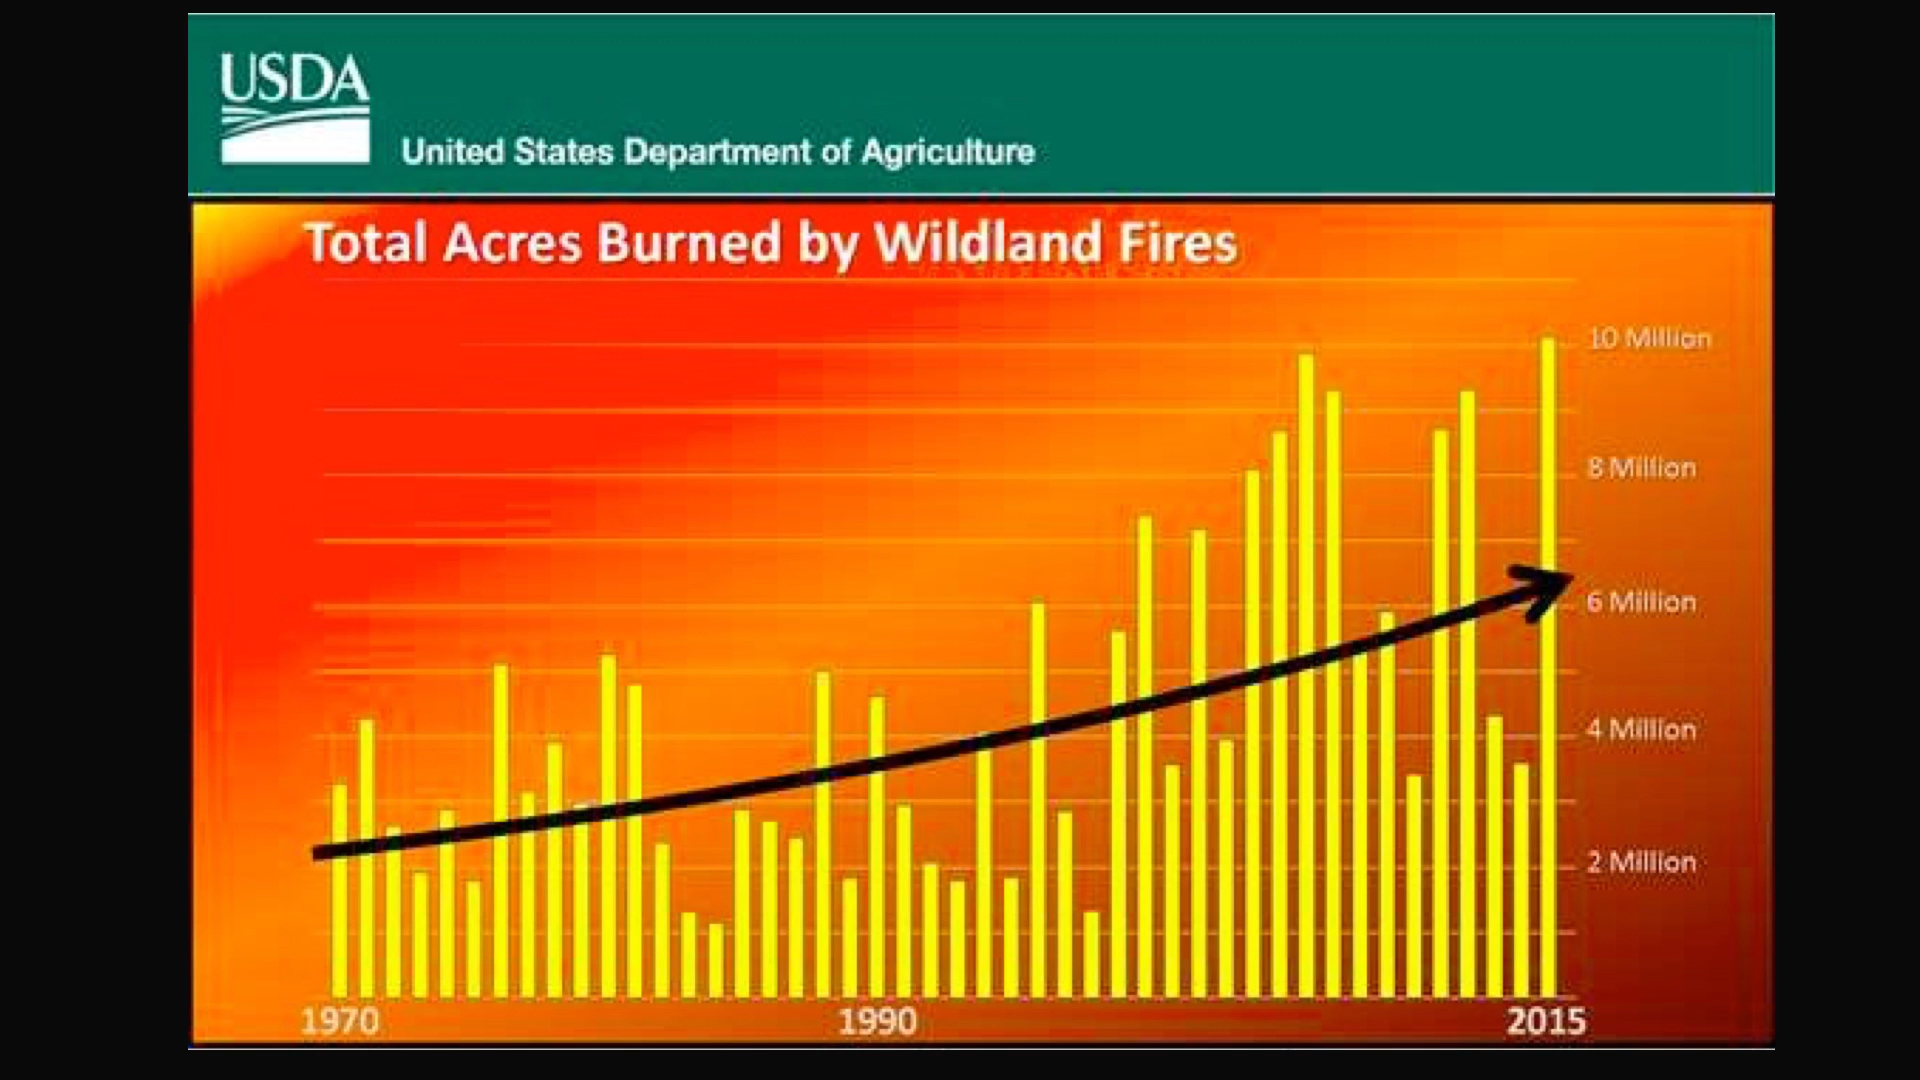 USDA
United States Department of Agriculture
Total Acres Burned by Wildland Fires
10 Million
8 Million
6 Million
4 Million
2 Million
1970 1990 2015